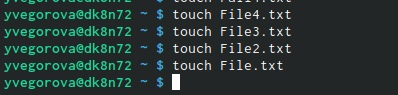 yvegorova@dk8n72 ~ $ touch File4.txt
yvegorova@dk8n72 ~ $ touch File3.txt
yvegorova@dk8n72 ~ $ touch File2.txt
yvegorova@dk8n72 ~ $ touch File.txt
yvegorova@dk8n72 ~ $